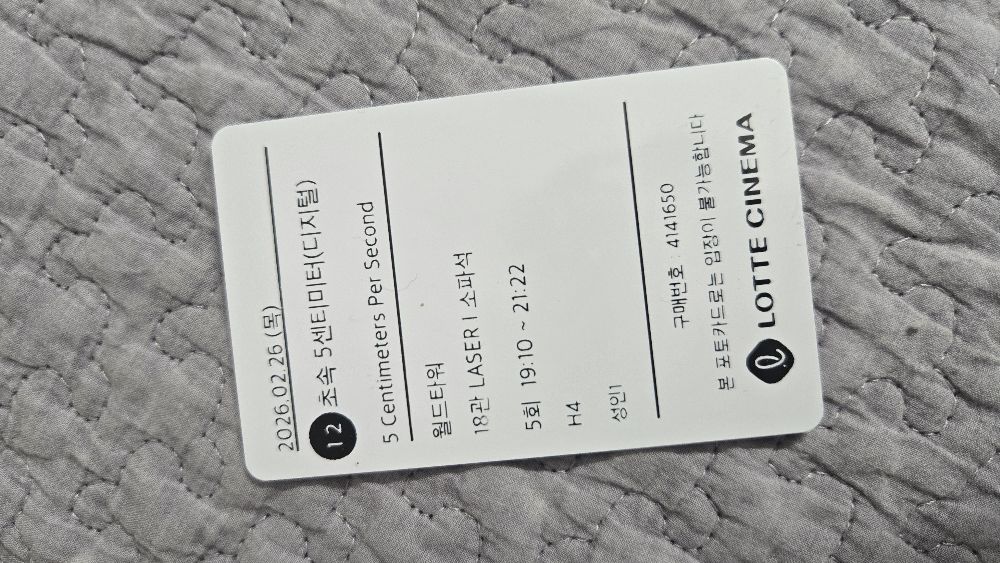 2026.02.26 (목)
12 초속 5센티미터(디지털)
5 Centimeters Per Second
월드타워
18관 LASER | 소파석
5회 19:10 ~ 21:22
H4
성인1
구매번호 : 4141650
본 포토카드로는 입장이 불가능합니다
LOTTE CINEMA